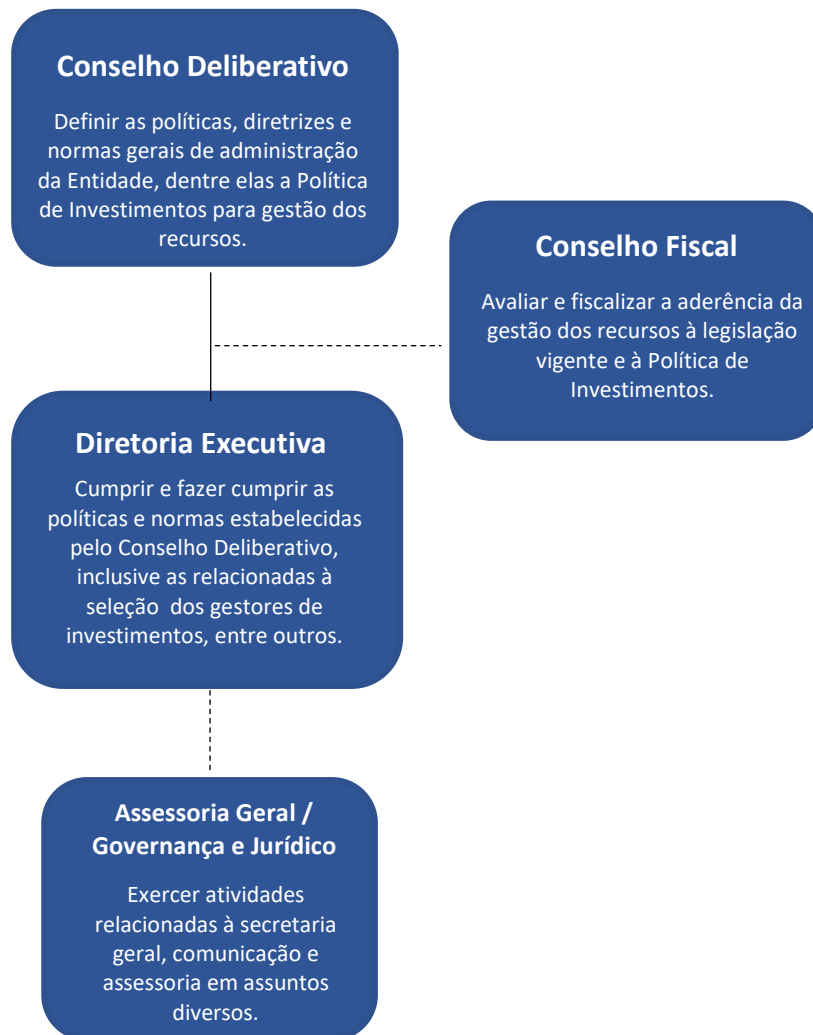 Conselho Deliberativo
Definir as políticas, diretrizes e
normas gerais de administração
da Entidade, dentre elas a Política
de Investimentos para gestão dos
recursos.
Conselho Fiscal
Avaliar e fiscalizar a aderência da
gestão dos recursos à legislação
vigente e à Política de
Investimentos.
Diretoria Executiva
Cumprir e fazer cumprir as
políticas e normas estabelecidas
pelo Conselho Deliberativo,
inclusive as relacionadas à
seleção dos gestores de
investimentos, entre outros.
Assessoria Geral /
Governança e Jurídico
Exercer atividades
relacionadas à secretaria
geral, comunicação e
assessoria em assuntos
diversos.